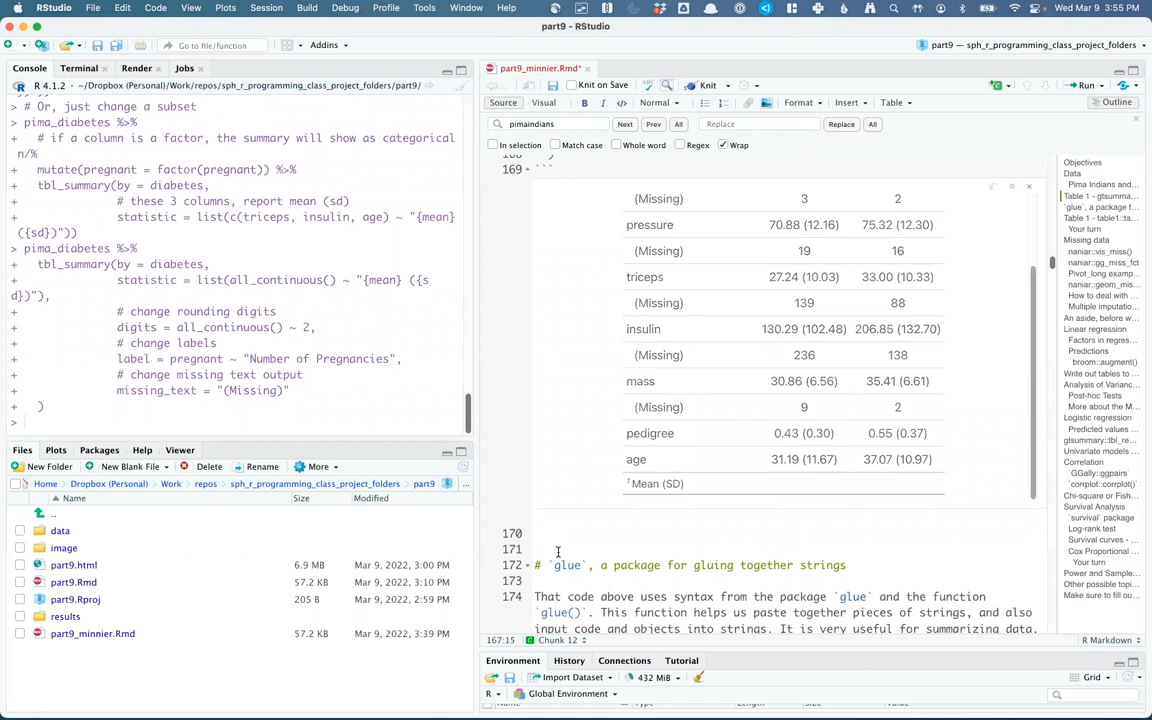 RStudio File Edit Code View Plots Session Build Debug Profile Tools Window Help Wed Mar 9 3:55 PM
part9 - RStudio
Go to file/function Addins part9 — sph_r_programming_class_project_folders
Console Terminal Render Jobs
R 4.1.2 · ~/Dropbox (Personal)/Work/repos/sph_r_programming_class_project_folders/part9/
> # Or, just change a subset
> pima_diabetes %>%
+ # if a column is a factor, the summary will show as categorical
n/%
+ mutate(pregnant = factor(pregnant)) %>%
+ tbl_summary(by = diabetes,
+ # these 3 columns, report mean (sd)
+ statistic = list(c(triceps, insulin, age) ~ "{mean}
({sd})"))
> pima_diabetes %>%
+ tbl_summary(by = diabetes,
+ statistic = list(all_continuous() ~ "{mean} ({s
d})"),
+ # change rounding digits
+ digits = all_continuous() ~ 2,
+ # change labels
+ label = pregnant ~ "Number of Pregnancies",
+ # change missing text output
+ missing_text = "(Missing)"
+ )
>
Files Plots Packages Help Viewer
New Folder New Blank File Delete Rename More
Home Dropbox (Personal) Work repos sph_r_programming_class_project_folders part9 ...
Name Size Modified
..
data
image
part9.html 6.9 MB Mar 9, 2022, 3:00 PM
part9.Rmd 57.2 KB Mar 9, 2022, 3:10 PM
part9.Rproj 205 B Mar 9, 2022, 2:59 PM
results
part9_minnier.Rmd 57.2 KB Mar 9, 2022, 3:39 PM
part9_minnier.Rmd*
Knit on Save ABC Knit Run
Source Visual B I </> Normal Format Insert Table Outline
pimaindians Next Prev All Replace Replace All
In selection Match case Whole word Regex Wrap
169 ```
(Missing) 3 2
pressure 70.88 (12.16) 75.32 (12.30)
(Missing) 19 16
triceps 27.24 (10.03) 33.00 (10.33)
(Missing) 139 88
insulin 130.29 (102.48) 206.85 (132.70)
(Missing) 236 138
mass 30.86 (6.56) 35.41 (6.61)
(Missing) 9 2
pedigree 0.43 (0.30) 0.55 (0.37)
age 31.19 (11.67) 37.07 (10.97)
1 Mean (SD)
170
171
172 # `glue`, a package for gluing together strings
173
174 That code above uses syntax from the package `glue` and the function
`glue()`. This function helps us paste together pieces of strings, and also
input code and objects into strings. It is very useful for summarizing data.
167:15 Chunk 12 R Markdown
Objectives
Data
Pima Indians and...
Table 1 - gtsumma...
`glue`, a package f...
Table 1 - table1::ta...
Your turn
Missing data
naniar::vis_miss()
naniar::gg_miss_fct
Pivot_long examp...
naniar::geom_mis...
How to deal with ...
Multiple imputatio...
An aside, before w...
Linear regression
Factors in regres...
Predictions
broom::augment()
Write out tables to ...
Analysis of Varianc...
Post-hoc Tests
More about the M...
Logistic regression
Predicted values ...
gtsummary::tbl_re...
Univariate models ...
Correlation
`GGally::ggpairs`
`corrplot::corrplot()`
Chi-square or Fish...
Survival Analysis
`survival` package
Log-rank test
Survival curves - ...
Cox Proportional ...
Your turn
Power and Sample...
Other possible topi...
Make sure to fill ou...
Environment History Connections Tutorial
Import Dataset 432 MiB Grid
R Global Environment